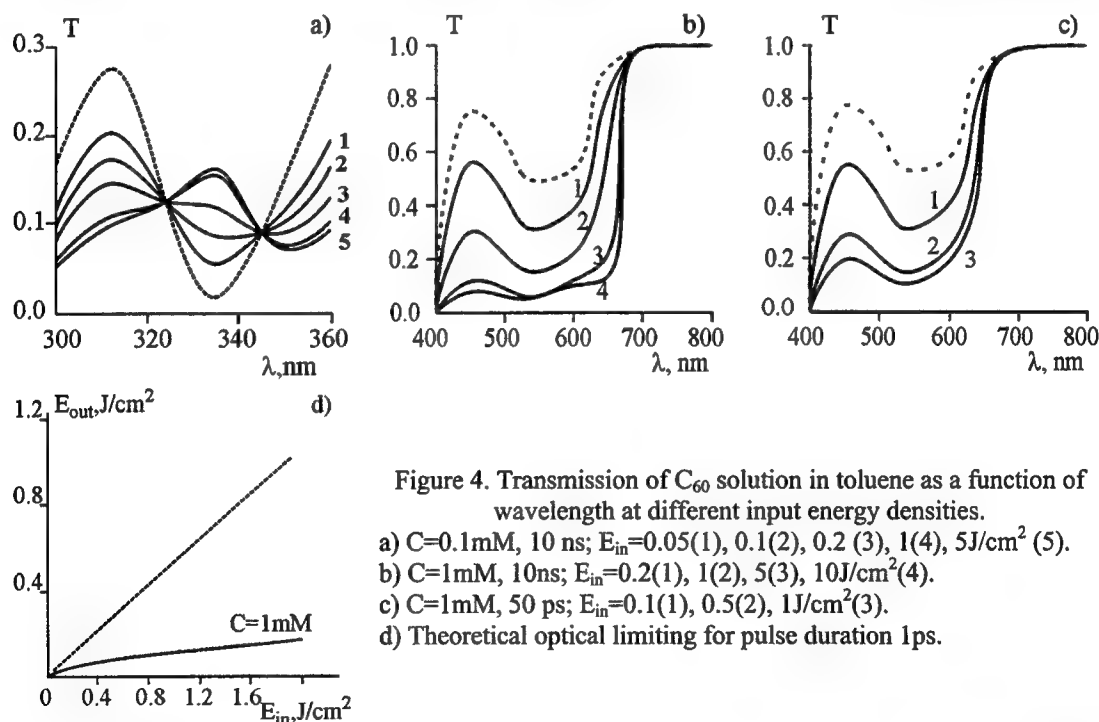 T a)
0.3
0.2
0.1
0.0
1
2
3
4
5
300 320 340 360
λ,nm
T b)
1.0
0.8
0.6
0.4
0.2
0.0
1
2
3
4
400 500 600 700 800
λ, nm
T c)
1.0
0.8
0.6
0.4
0.2
0.0
1
2
3
400 500 600 700 800
λ, nm
E_out,J/cm² d)
1.2
0.8
0.4
C=1mM
0 0.4 0.8 1.2 1.6
E_in,J/cm²
Figure 4. Transmission of C₆₀ solution in toluene as a function of
wavelength at different input energy densities.
a) C=0.1mM, 10 ns; E_in=0.05(1), 0.1(2), 0.2 (3), 1(4), 5J/cm² (5).
b) C=1mM, 10ns; E_in=0.2(1), 1(2), 5(3), 10J/cm²(4).
c) C=1mM, 50 ps; E_in=0.1(1), 0.5(2), 1J/cm²(3).
d) Theoretical optical limiting for pulse duration 1ps.